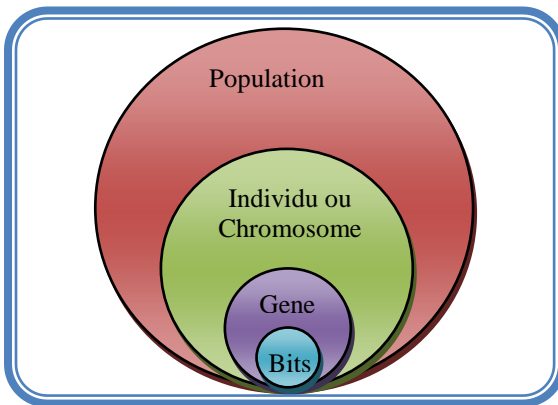 Population
Individu ou
Chromosome
Gene
Bits